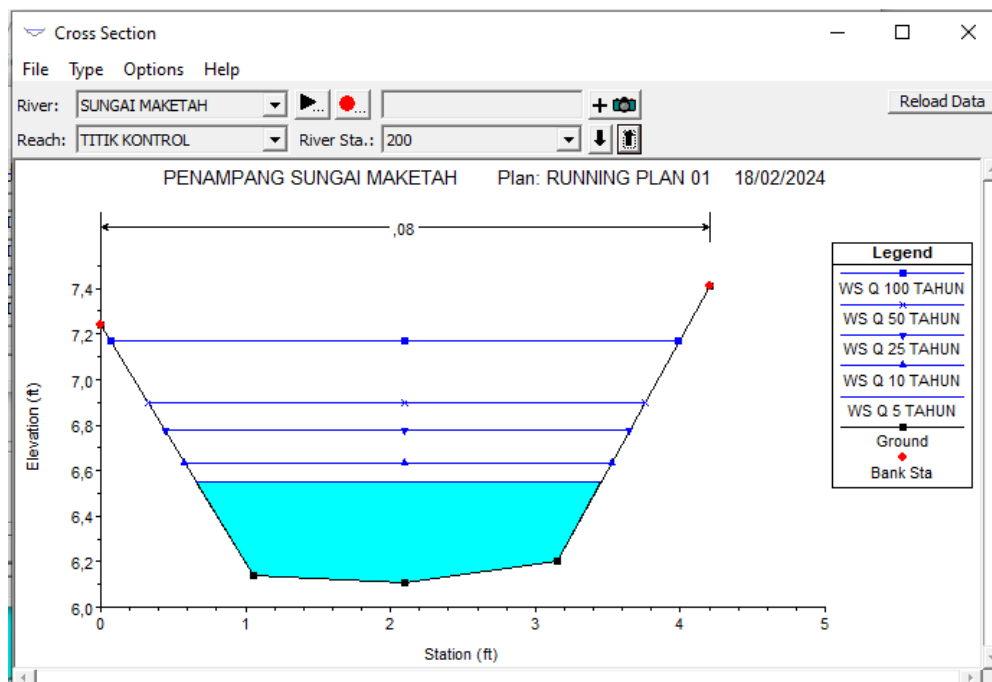 Cross Section
File Type Options Help
River: SUNGAI MAKETAH
Reload Data
Reach: TITIK KONTROL River Sta.: 200
PENAMPANG SUNGAI MAKETAH Plan: RUNNING PLAN 01 18/02/2024
,08
Legend
WS Q 100 TAHUN
WS Q 50 TAHUN
WS Q 25 TAHUN
WS Q 10 TAHUN
WS Q 5 TAHUN
Ground
Bank Sta
Elevation (ft)
7,4
7,2
7,0
6,8
6,6
6,4
6,2
6,0
0 1 2 3 4 5
Station (ft)